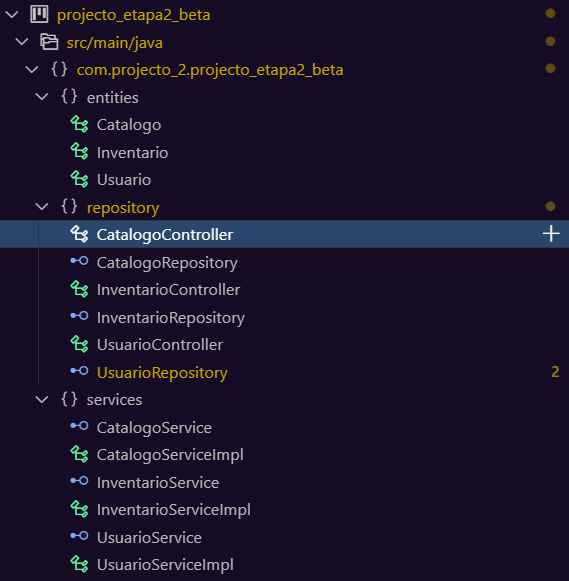 projecto_etapa2_beta
src/main/java
{} com.projecto_2.projecto_etapa2_beta
{} entities
Catalogo
Inventario
Usuario
{} repository
CatalogoController
CatalogoRepository
InventarioController
InventarioRepository
UsuarioController
UsuarioRepository 2
{} services
CatalogoService
CatalogoServiceImpl
InventarioService
InventarioServiceImpl
UsuarioService
UsuarioServiceImpl